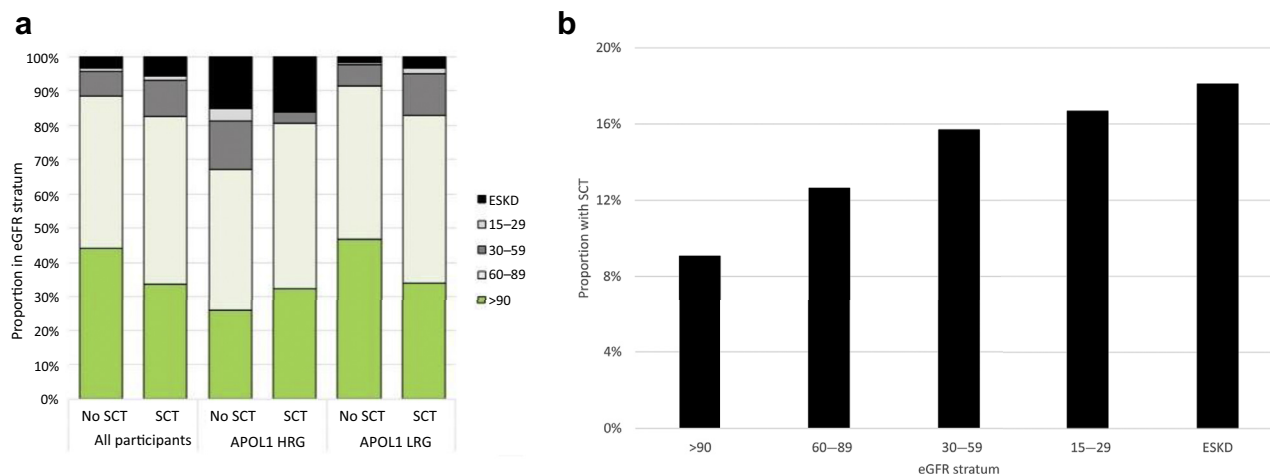 a
100%
90%
80%
70%
60%
50%
40%
30%
20%
10%
0%
Proportion in eGFR stratum
No SCT SCT No SCT SCT No SCT SCT
All participants APOL1 HRG APOL1 LRG
ESKD
15–29
30–59
60–89
>90
b
20%
16%
12%
8%
4%
0%
Proportion with SCT
>90 60—89 30—59 15—29 ESKD
eGFR stratum